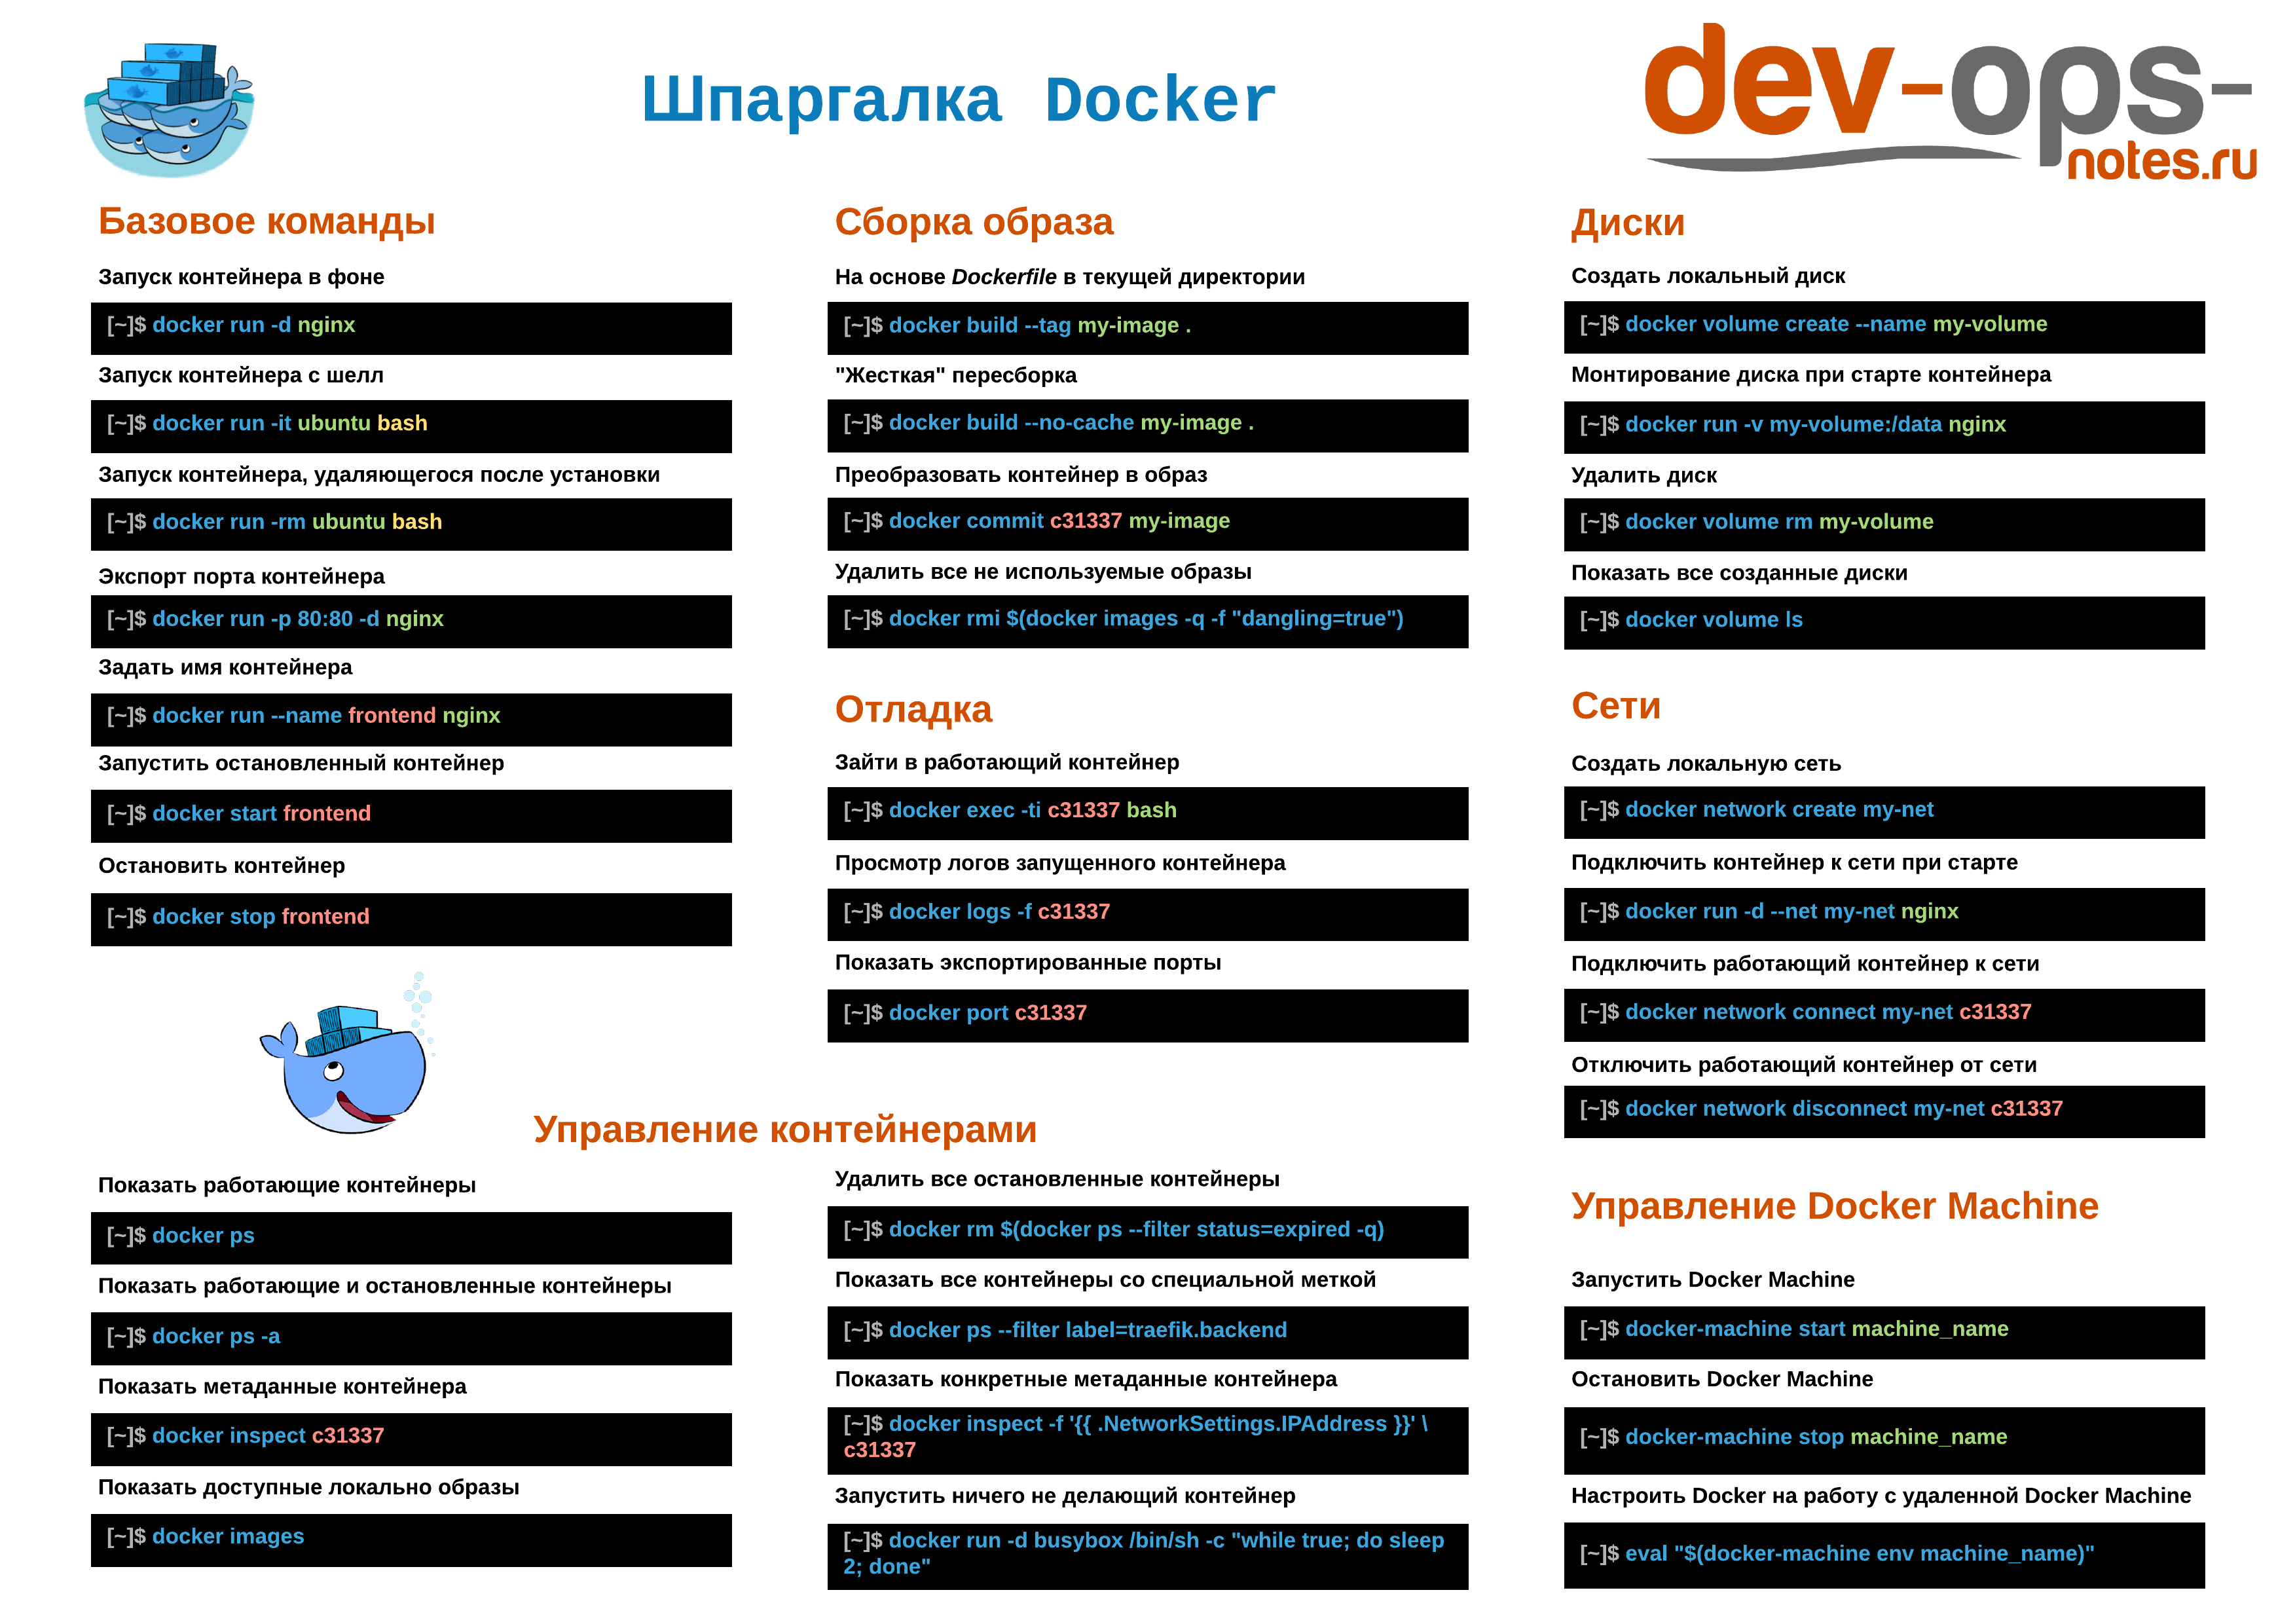 Шпаргалка Docker
dev-ops-
notes.ru
Базовое команды
Запуск контейнера в фоне
[~]$ docker run -d nginx
Запуск контейнера с шелл
[~]$ docker run -it ubuntu bash
Запуск контейнера, удаляющегося после установки
[~]$ docker run -rm ubuntu bash
Экспорт порта контейнера
[~]$ docker run -p 80:80 -d nginx
Задать имя контейнера
[~]$ docker run --name frontend nginx
Запустить остановленный контейнер
[~]$ docker start frontend
Остановить контейнер
[~]$ docker stop frontend
Сборка образа
На основе Dockerfile в текущей директории
[~]$ docker build --tag my-image .
"Жесткая" пересборка
[~]$ docker build --no-cache my-image .
Преобразовать контейнер в образ
[~]$ docker commit c31337 my-image
Удалить все не используемые образы
[~]$ docker rmi $(docker images -q -f "dangling=true")
Отладка
Зайти в работающий контейнер
[~]$ docker exec -ti c31337 bash
Просмотр логов запущенного контейнера
[~]$ docker logs -f c31337
Показать экспортированные порты
[~]$ docker port c31337
Управление контейнерами
Показать работающие контейнеры
[~]$ docker ps
Показать работающие и остановленные контейнеры
[~]$ docker ps -a
Показать метаданные контейнера
[~]$ docker inspect c31337
Показать доступные локально образы
[~]$ docker images
Удалить все остановленные контейнеры
[~]$ docker rm $(docker ps --filter status=expired -q)
Показать все контейнеры со специальной меткой
[~]$ docker ps --filter label=traefik.backend
Показать конкретные метаданные контейнера
[~]$ docker inspect -f '{{ .NetworkSettings.IPAddress }}' \
c31337
Запустить ничего не делающий контейнер
[~]$ docker run -d busybox /bin/sh -c "while true; do sleep
2; done"
Диски
Создать локальный диск
[~]$ docker volume create --name my-volume
Монтирование диска при старте контейнера
[~]$ docker run -v my-volume:/data nginx
Удалить диск
[~]$ docker volume rm my-volume
Показать все созданные диски
[~]$ docker volume ls
Сети
Создать локальную сеть
[~]$ docker network create my-net
Подключить контейнер к сети при старте
[~]$ docker run -d --net my-net nginx
Подключить работающий контейнер к сети
[~]$ docker network connect my-net c31337
Отключить работающий контейнер от сети
[~]$ docker network disconnect my-net c31337
Управление Docker Machine
Запустить Docker Machine
[~]$ docker-machine start machine_name
Остановить Docker Machine
[~]$ docker-machine stop machine_name
Настроить Docker на работу с удаленной Docker Machine
[~]$ eval "$(docker-machine env machine_name)"